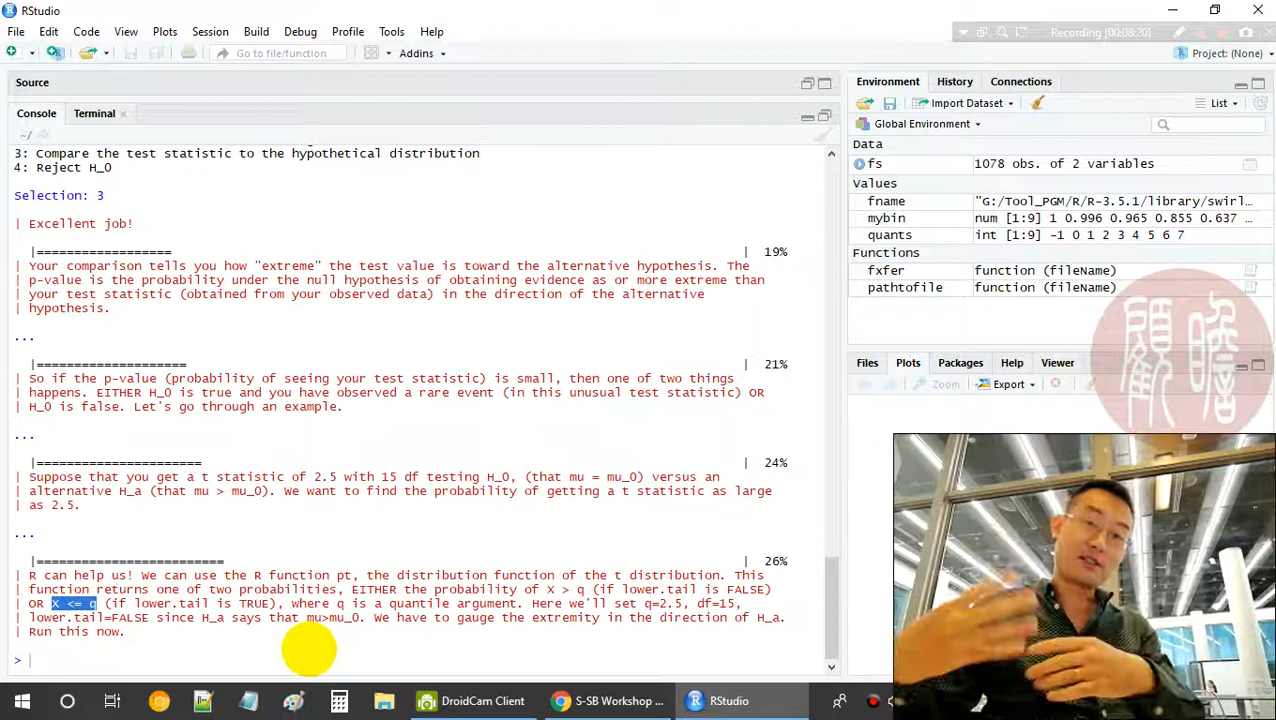 RStudio
File Edit Code View Plots Session Build Debug Profile Tools Help
Recording [00:08:20]
Go to file/function
Addins
Project: (None)
Source
Console Terminal
~/
3: Compare the test statistic to the hypothetical distribution
4: Reject H_0
Selection: 3
| Excellent job!
|================== | 19%
| Your comparison tells you how "extreme" the test value is toward the alternative hypothesis. The
| p-value is the probability under the null hypothesis of obtaining evidence as or more extreme than
| your test statistic (obtained from your observed data) in the direction of the alternative
| hypothesis.
...
|==================== | 21%
| So if the p-value (probability of seeing your test statistic) is small, then one of two things
| happens. EITHER H_0 is true and you have observed a rare event (in this unusual test statistic) OR
| H_0 is false. Let's go through an example.
...
|====================== | 24%
| Suppose that you get a t statistic of 2.5 with 15 df testing H_0, (that mu = mu_0) versus an
| alternative H_a (that mu > mu_0). We want to find the probability of getting a t statistic as large
| as 2.5.
...
|========================= | 26%
| R can help us! We can use the R function pt, the distribution function of the t distribution. This
| function returns one of two probabilities, EITHER the probability of X > q (if lower.tail is FALSE)
| OR X <= q (if lower.tail is TRUE), where q is a quantile argument. Here we'll set q=2.5, df=15,
| lower.tail=FALSE since H_a says that mu>mu_0. We have to gauge the extremity in the direction of H_a.
| Run this now.
>
Environment History Connections
Import Dataset List
Global Environment
Data
fs 1078 obs. of 2 variables
Values
fname "G:/Tool_PGM/R/R-3.5.1/library/swirl…
mybin num [1:9] 1 0.996 0.965 0.855 0.637 ...
quants int [1:9] -1 0 1 2 3 4 5 6 7
Functions
fxfer function (fileName)
pathtofile function (fileName)
Files Plots Packages Help Viewer
Zoom Export
DroidCam Client
S-SB Workshop ...
RStudio